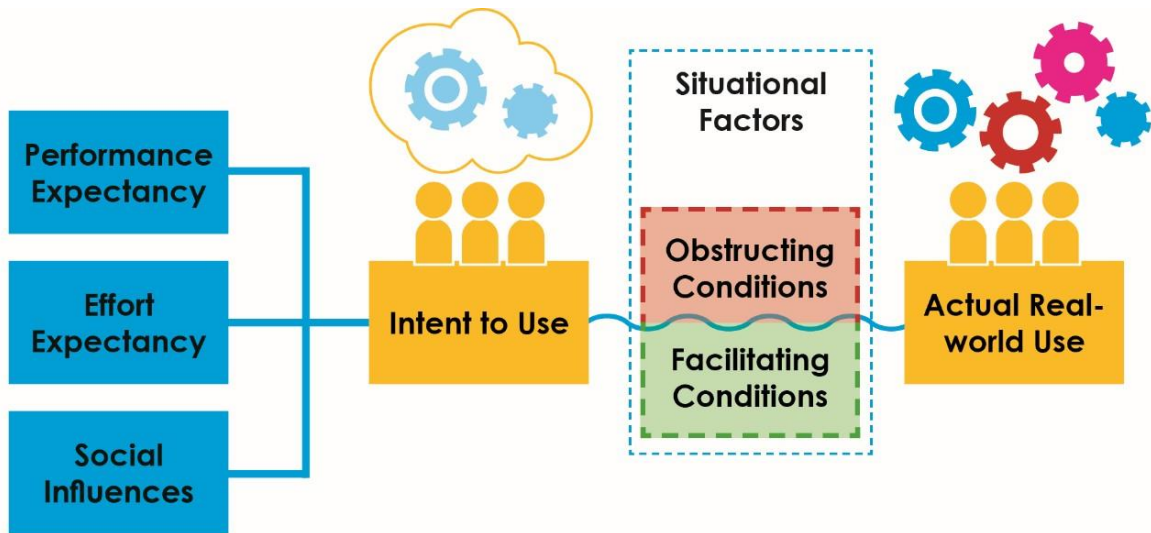 Performance
Expectancy
Effort
Expectancy
Social
Influences
Intent to Use
Situational
Factors
Obstructing
Conditions
Facilitating
Conditions
Actual Real-
world Use